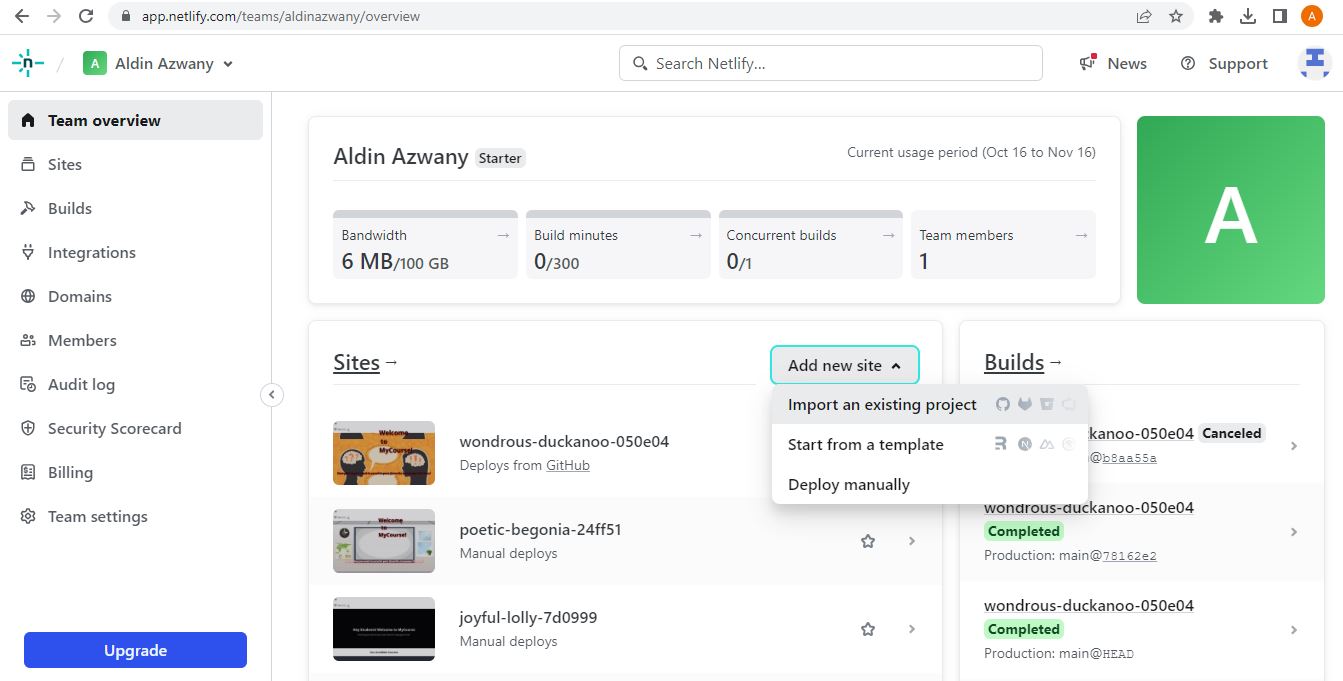 app.netlify.com/teams/aldinazwany/overview
A
n
/
A
Aldin Azwany
Search Netlify...
News
Support
Team overview
Sites
Builds
Integrations
Domains
Members
Audit log
Security Scorecard
Billing
Team settings
Upgrade
Aldin Azwany Starter
Current usage period (Oct 16 to Nov 16)
Bandwidth →
6 MB/100 GB
Build minutes →
0/300
Concurrent builds →
0/1
Team members →
1
A
Sites →
Add new site
Import an existing project
Start from a template
Deploy manually
Welcome
to
MyCourse!
wondrous-duckanoo-050e04
Deploys from GitHub
Welcome
to
MyCourse!
poetic-begonia-24ff51
Manual deploys
joyful-lolly-7d0999
Manual deploys
Builds →
kanoo-050e04 Canceled
@b8aa55a
wondrous-duckanoo-050e04
Completed
Production: main@78162e2
wondrous-duckanoo-050e04
Completed
Production: main@HEAD